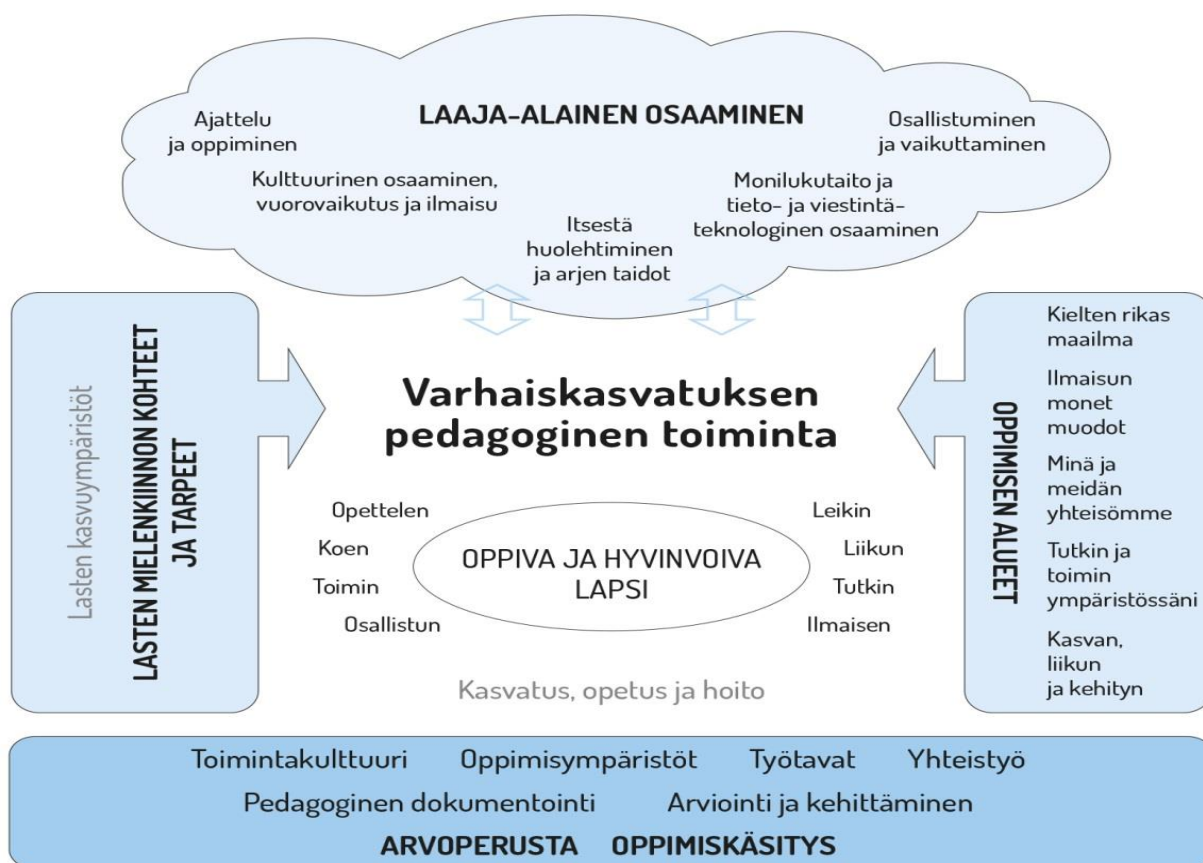 LAAJA-ALAINEN OSAAMINEN
Ajattelu
ja oppiminen
Kulttuurinen osaaminen,
vuorovaikutus ja ilmaisu
Itsestä
huolehtiminen
ja arjen taidot
Monilukutaito ja
tieto- ja viestintä-
teknologinen osaaminen
Osallistuminen
ja vaikuttaminen
Lasten kasvuympäristöt
LASTEN MIELENKIINNON KOHTEET
JA TARPEET
Varhaiskasvatuksen
pedagoginen toiminta
Opettelen
Koen
Toimin
Osallistun
OPPIVA JA HYVINVOIVA
LAPSI
Leikin
Liikun
Tutkin
Ilmaisen
Kasvatus, opetus ja hoito
OPPIMISEN ALUEET
Kielten rikas
maailma
Ilmaisun
monet
muodot
Minä ja
meidän
yhteisömme
Tutkin ja
toimin
ympäristössäni
Kasvan,
liikun
ja kehityn
Toimintakulttuuri Oppimisympäristöt Työtavat Yhteistyö
Pedagoginen dokumentointi Arviointi ja kehittäminen
ARVOPERUSTA OPPIMISKÄSITYS